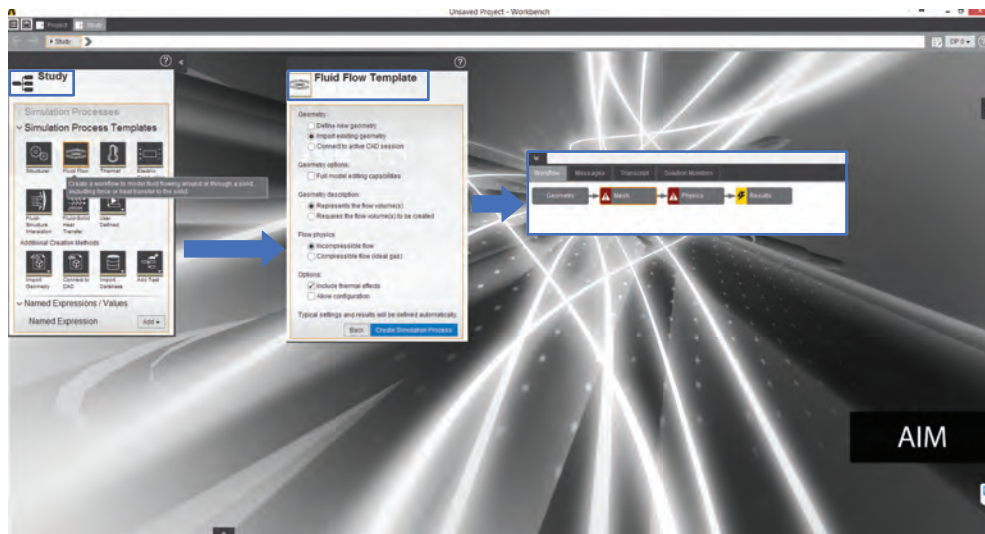 Unsaved Project - Workbench
Project
Study
Study
DP 0
Study
Simulation Processes
Simulation Process Templates
Structural
Fluid Flow
Thermal
Electric
Create a workflow to model fluid flowing around or through a solid,
including force or heat transfer to the solid
Fluid-
Structure
Interaction
Fluid-Solid
Heat
Transfer
User
Defined
Additional Creation Methods
Import
Geometry
Connect to
CAD
Import
Database
Add Task
Named Expressions / Values
Named Expression
Add
Fluid Flow Template
Geometry:
Define new geometry
Import existing geometry
Connect to active CAD session
Geometry options:
Full model editing capabilities
Geometry description:
Represents the flow volume(s)
Requires the flow volume(s) to be created
Flow physics:
Incompressible flow
Compressible flow (ideal gas)
Options:
Include thermal effects
Allow configuration
Typical settings and results will be defined automatically.
Back
Create Simulation Process
Workflow
Messages
Transcript
Solution Monitors
Geometry
Mesh
Physics
Results
AIM